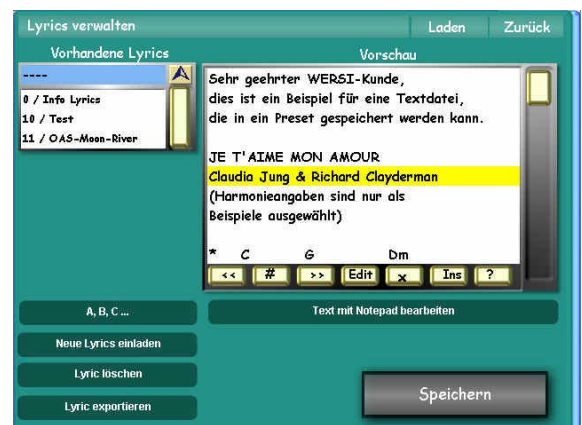 Lyrics verwalten
Laden
Zurück
Vorhandene Lyrics
----
0 / Info Lyrics
10 / Test
11 / OAS-Moon-River
Vorschau
Sehr geehrter WERSI-Kunde,
dies ist ein Beispiel für eine Textdatei,
die in ein Preset gespeichert werden kann.
JE T'AIME MON AMOUR
Claudia Jung & Richard Clayderman
(Harmonieangaben sind nur als
Beispiele ausgewählt)
* C G Dm
<< # >> Edit x Ins ?
A, B, C ...
Text mit Notepad bearbeiten
Neue Lyrics einladen
Lyric löschen
Lyric exportieren
Speichern